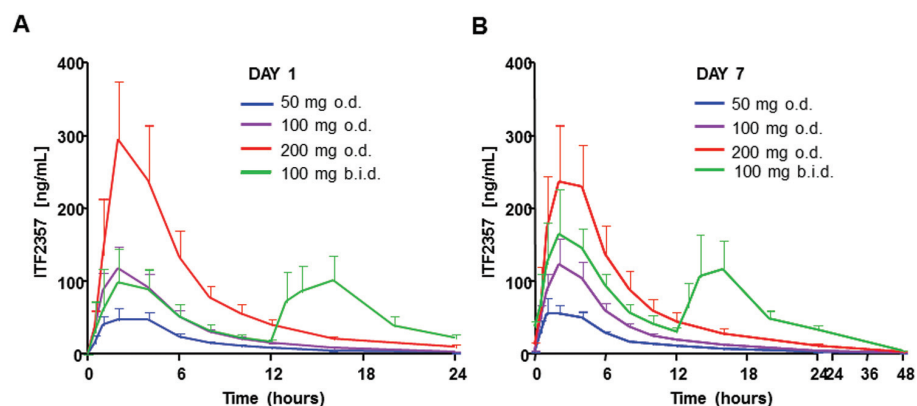 A
ITF2357 [ng/mL]
400
300
200
100
0
DAY 1
50 mg o.d.
100 mg o.d.
200 mg o.d.
100 mg b.i.d.
0 6 12 18 24
Time (hours)
B
ITF2357 [ng/mL]
400
300
200
100
0
DAY 7
50 mg o.d.
100 mg o.d.
200 mg o.d.
100 mg b.i.d.
0 6 12 18 24 24 36 48
Time (hours)